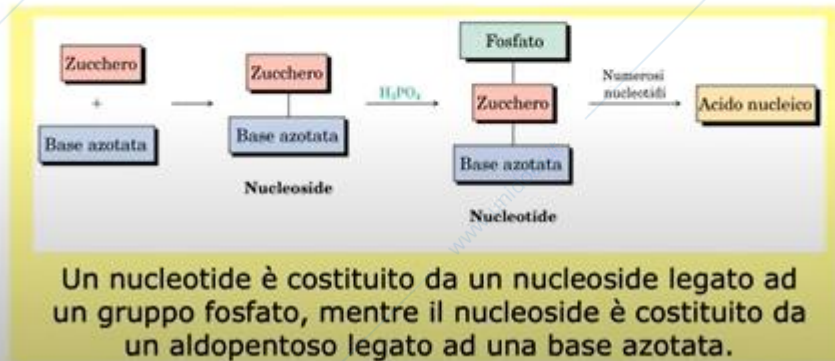 Zucchero
+
Base azotata
Zucchero
Base azotata
Nucleoside
H₃PO₄
Fosfato
Zucchero
Base azotata
Nucleotide
Numerosi
nucleotidi
Acido nucleico
Un nucleotide è costituito da un nucleoside legato ad
un gruppo fosfato, mentre il nucleoside è costituito da
un aldopentoso legato ad una base azotata.